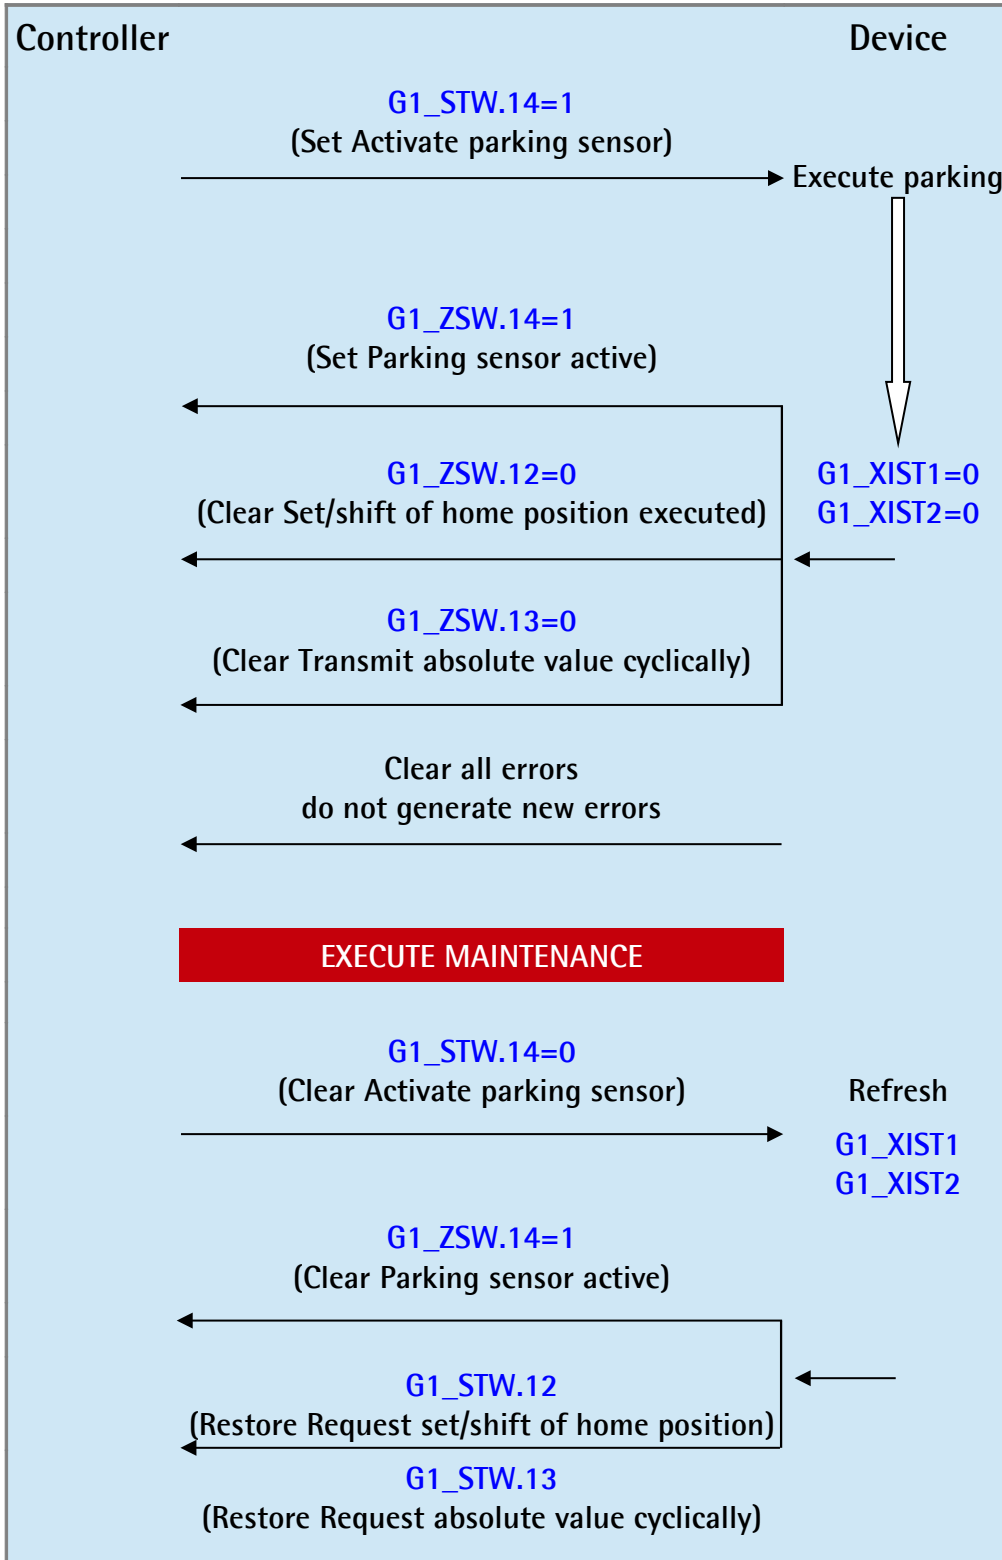 Controller
Device
G1_STW.14=1
(Set Activate parking sensor)
Execute parking
G1_ZSW.14=1
(Set Parking sensor active)
G1_ZSW.12=0
(Clear Set/shift of home position executed)
G1_XIST1=0
G1_XIST2=0
G1_ZSW.13=0
(Clear Transmit absolute value cyclically)
Clear all errors
do not generate new errors
EXECUTE MAINTENANCE
G1_STW.14=0
(Clear Activate parking sensor)
Refresh
G1_XIST1
G1_XIST2
G1_ZSW.14=1
(Clear Parking sensor active)
G1_STW.12
(Restore Request set/shift of home position)
G1_STW.13
(Restore Request absolute value cyclically)